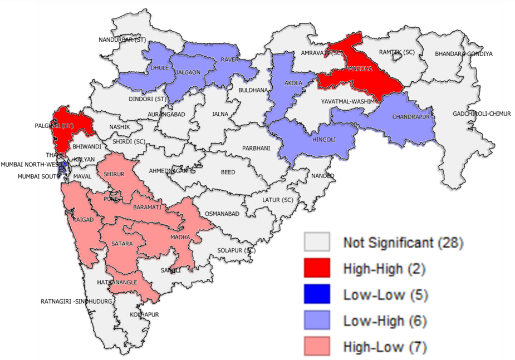 NANDURBAR (ST)
DHULE
RAVER
JALGAON
AMRAVATI (SC)
RAMTEK (SC)
BHANDARA-GONDIYA
AKOLA
BULDHANA
DINDORI (ST)
YAVATMAL-WASHIM
GADCHIROLI-CHIMUR
CHANDRAPUR
AURANGABAD
JALNA
PALGHAR (ST)
NASHIK
HINGOLI
BHIWANDI
SHIRDI (SC)
PARBHANI
KALYAN
MUMBAI NORTH-WEST
MUMBAI SOUTH
MAVAL
SHIRUR
AHMEDNAGAR
BEED
NANDED
LATUR (SC)
BARAMATI
RAIGAD
OSMANABAD
SATARA
MADHA
SOLAPUR (SC)
SANGLI
HATKANANGLE
RATNAGIRI -SINDHUDURG
KOLHAPUR
Not Significant (28)
High-High (2)
Low-Low (5)
Low-High (6)
High-Low (7)